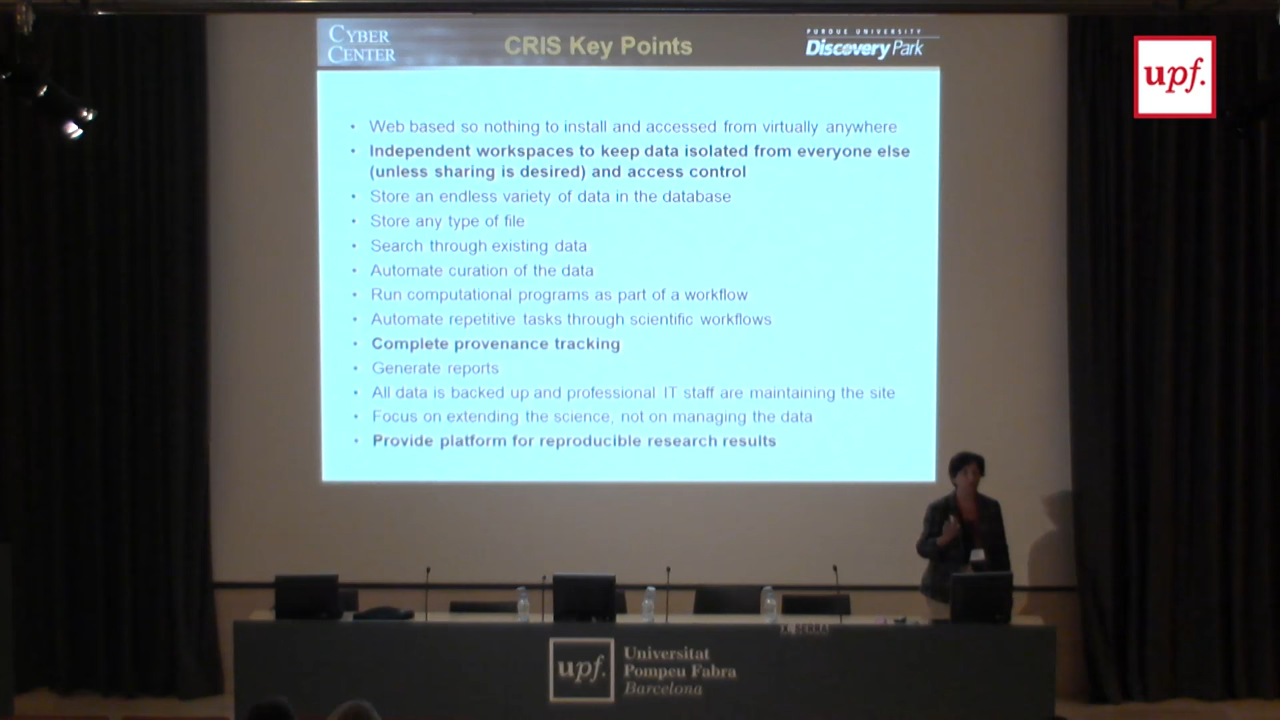 CYBER
CENTER
CRIS Key Points
PURDUE UNIVERSITY
Discovery Park
upf.
• Web based so nothing to install and accessed from virtually anywhere
• Independent workspaces to keep data isolated from everyone else
(unless sharing is desired) and access control
• Store an endless variety of data in the database
• Store any type of file
• Search through existing data
• Automate curation of the data
• Run computational programs as part of a workflow
• Automate repetitive tasks through scientific workflows
• Complete provenance tracking
• Generate reports
• All data is backed up and professional IT staff are maintaining the site
• Focus on extending the science, not on managing the data
• Provide platform for reproducible research results
X. SERRA
upf.
Universitat
Pompeu Fabra
Barcelona